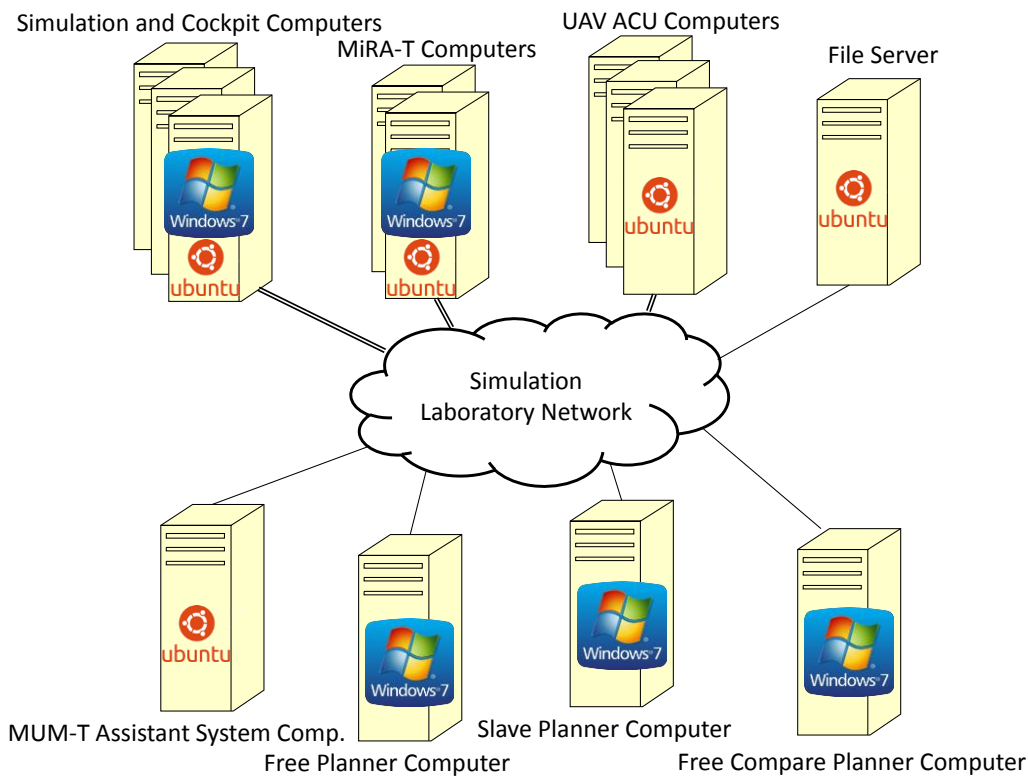 Simulation and Cockpit Computers
MiRA-T Computers
UAV ACU Computers
File Server
Windows 7
ubuntu
Windows 7
ubuntu
ubuntu
ubuntu
Simulation
Laboratory Network
ubuntu
Windows 7
Windows 7
Windows 7
MUM-T Assistant System Comp.
Free Planner Computer
Slave Planner Computer
Free Compare Planner Computer